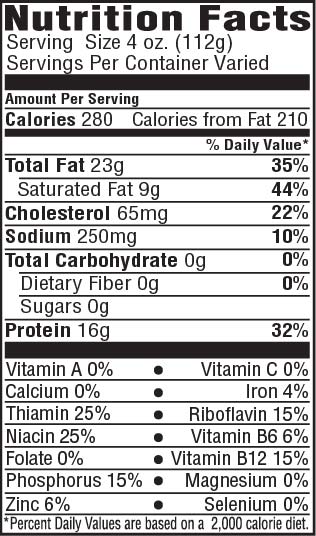 Nutrition Facts
Serving Size 4 oz. (112g)
Servings Per Container Varied
Amount Per Serving
Calories 280 Calories from Fat 210
% Daily Value*
Total Fat 23g 35%
Saturated Fat 9g 44%
Cholesterol 65mg 22%
Sodium 250mg 10%
Total Carbohydrate 0g 0%
Dietary Fiber 0g 0%
Sugars 0g
Protein 16g 32%
Vitamin A 0% • Vitamin C 0%
Calcium 0% • Iron 4%
Thiamin 25% • Riboflavin 15%
Niacin 25% • Vitamin B6 6%
Folate 0% • Vitamin B12 15%
Phosphorus 15% • Magnesium 0%
Zinc 6% • Selenium 0%
*Percent Daily Values are based on a 2,000 calorie diet.